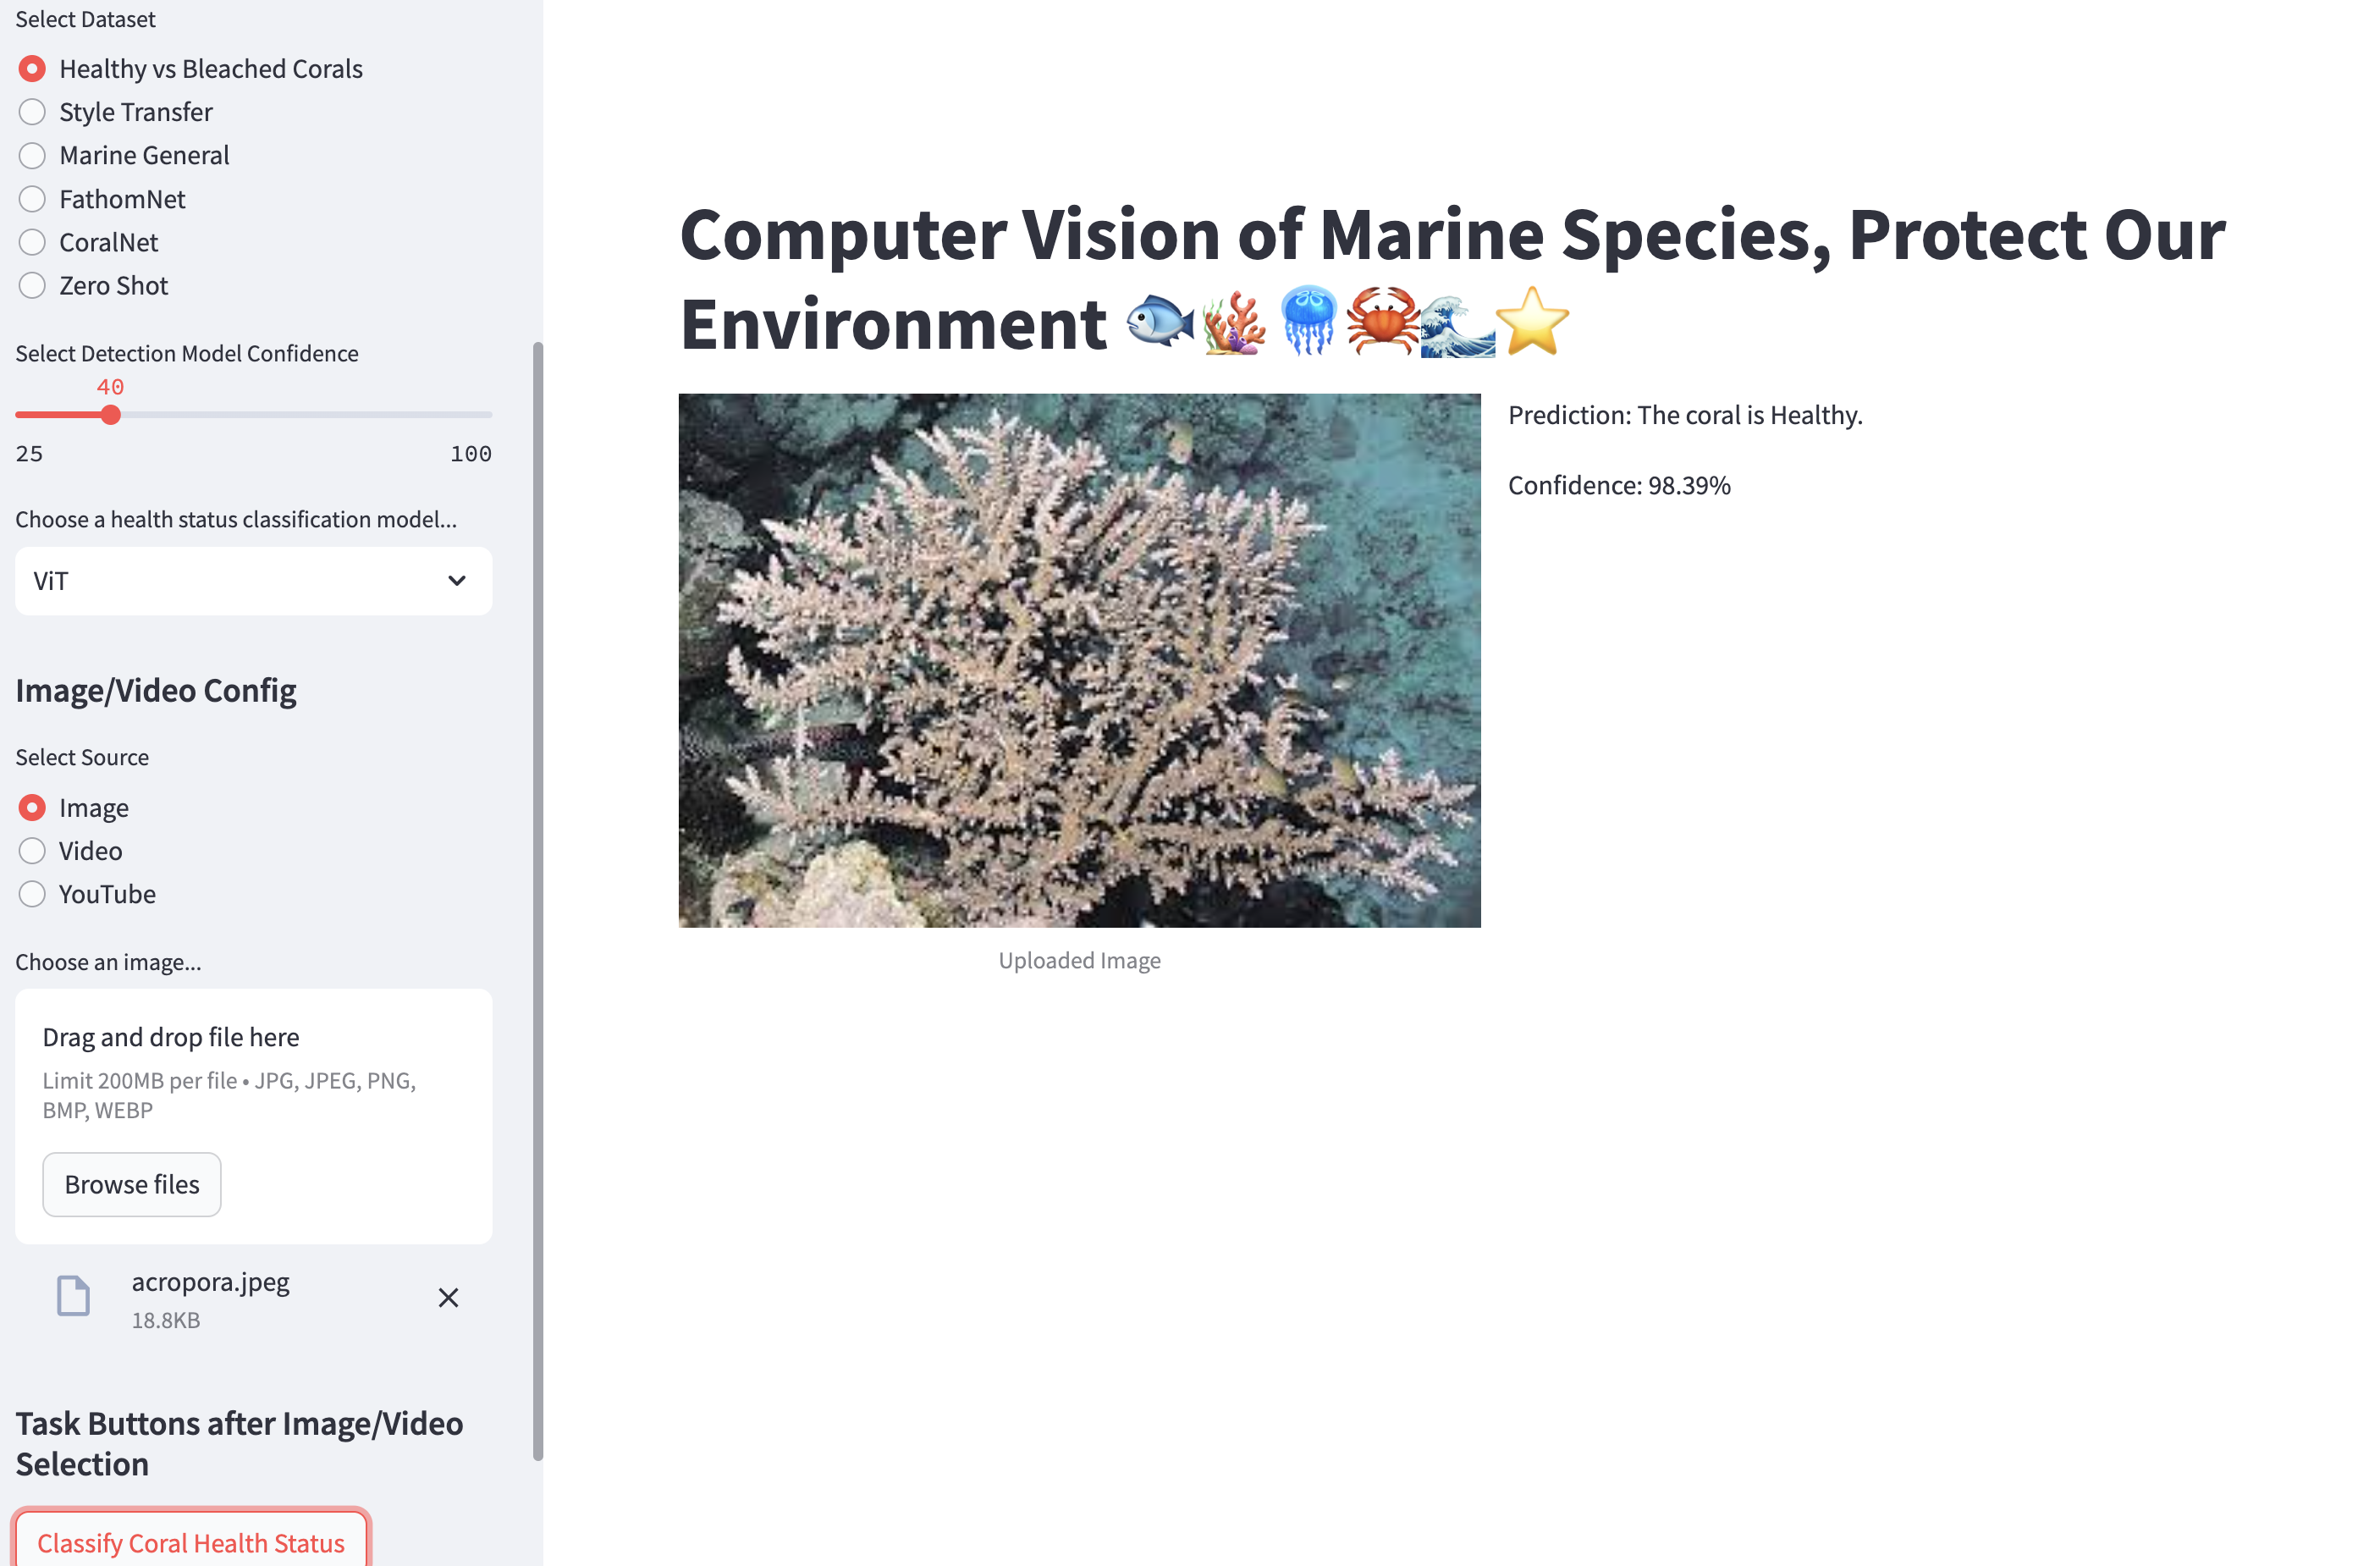 Select Dataset
Healthy vs Bleached Corals
Style Transfer
Marine General
FathomNet
CoralNet
Zero Shot
Select Detection Model Confidence
40
25 100
Choose a health status classification model...
ViT
Image/Video Config
Select Source
Image
Video
YouTube
Choose an image...
Drag and drop file here
Limit 200MB per file • JPG, JPEG, PNG,
BMP, WEBP
Browse files
acropora.jpeg
18.8KB
Task Buttons after Image/Video
Selection
Classify Coral Health Status
Computer Vision of Marine Species, Protect Our
Environment 🐟🪸🪼🦀🌊⭐
Prediction: The coral is Healthy.
Confidence: 98.39%
Uploaded Image